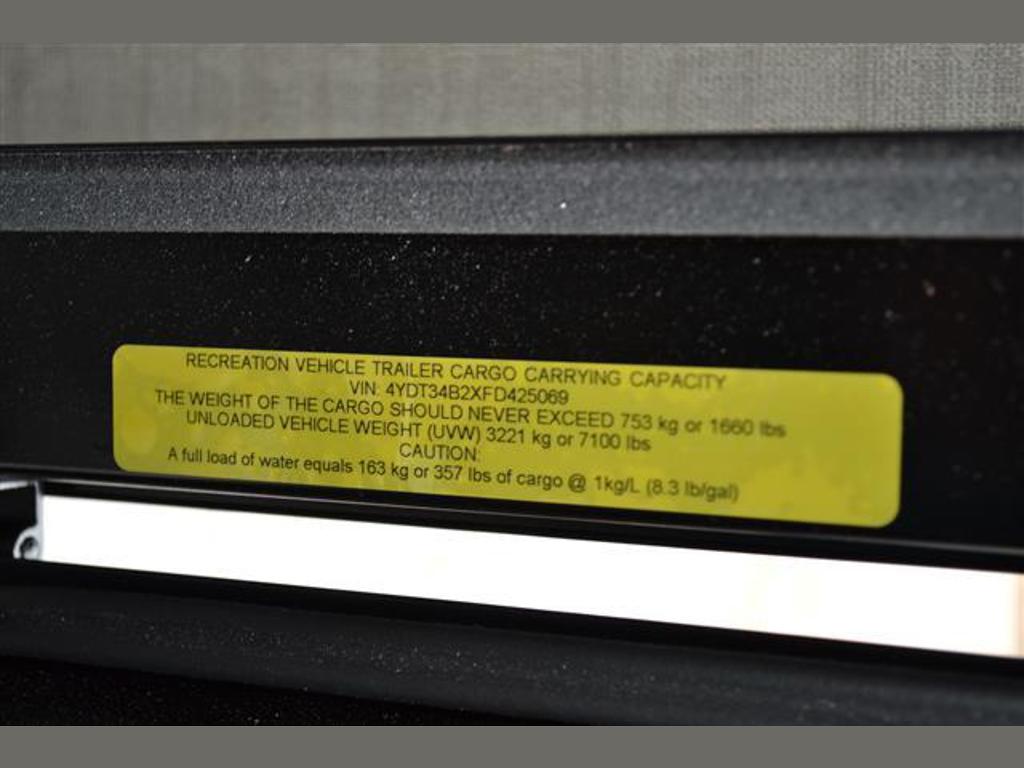 RECREATION VEHICLE TRAILER CARGO CARRYING CAPACITY
VIN: 4YDT34B2XFD425069
THE WEIGHT OF THE CARGO SHOULD NEVER EXCEED 753 kg or 1660 lbs
UNLOADED VEHICLE WEIGHT (UVW) 3221 kg or 7100 lbs
CAUTION:
A full load of water equals 163 kg or 357 lbs of cargo @ 1kg/L (8.3 lb/gal)